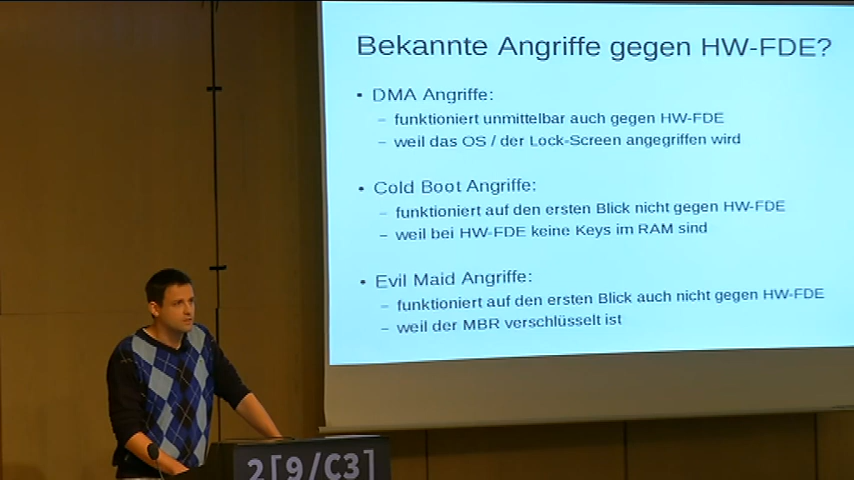 Bekannte Angriffe gegen HW-FDE?
• DMA Angriffe:
– funktioniert unmittelbar auch gegen HW-FDE
– weil das OS / der Lock-Screen angegriffen wird
• Cold Boot Angriffe:
– funktioniert auf den ersten Blick nicht gegen HW-FDE
– weil bei HW-FDE keine Keys im RAM sind
• Evil Maid Angriffe:
– funktioniert auf den ersten Blick auch nicht gegen HW-FDE
– weil der MBR verschlüsselt ist
2[9/C3]